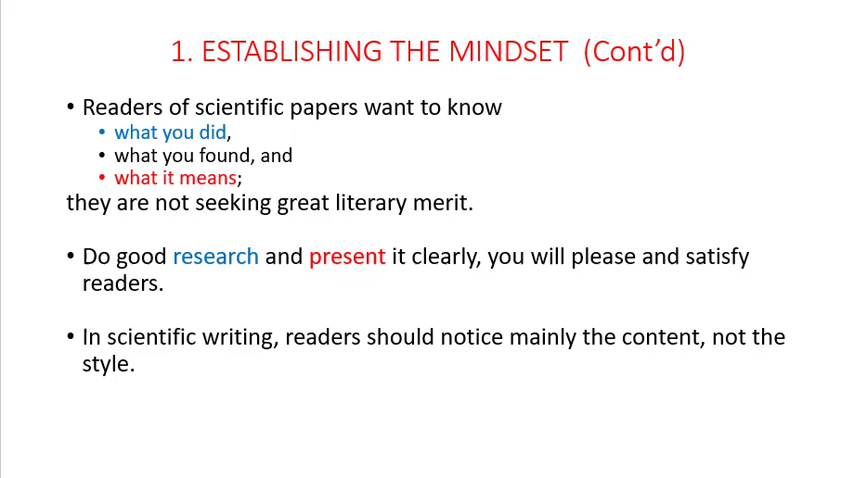 1. ESTABLISHING THE MINDSET (Cont’d)
• Readers of scientific papers want to know
• what you did,
• what you found, and
• what it means;
they are not seeking great literary merit.
• Do good research and present it clearly, you will please and satisfy
readers.
• In scientific writing, readers should notice mainly the content, not the
style.